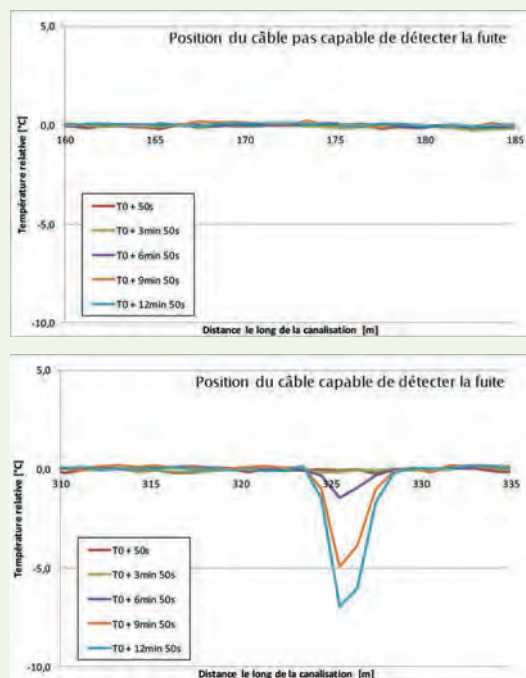 Position du câble pas capable de détecter la fuite
5,0
0,0
-5,0
-10,0
160 165 170 175 180 185
Température relative [°C]
T0 + 50s
T0 + 3min 50s
T0 + 6min 50s
T0 + 9min 50s
T0 + 12min 50s
Distance le long de la canalisation [m]
Position du câble capable de détecter la fuite
5,0
0,0
-5,0
-10,0
310 315 320 325 330 335
Température relative [°C]
T0 + 50s
T0 + 3min 50s
T0 + 6min 50s
T0 + 9min 50s
T0 + 12min 50s
Distance le long de la canalisation [m]